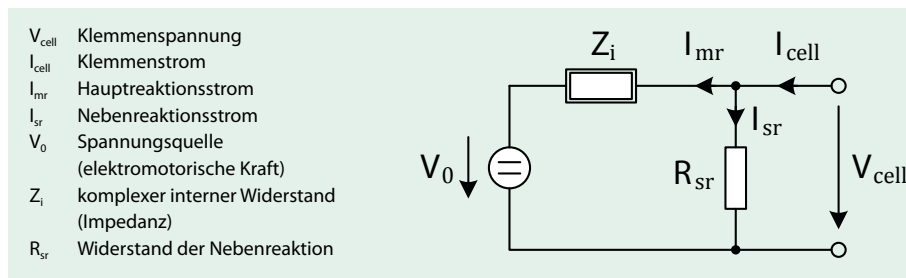 V_cell Klemmenspannung
I_cell Klemmenstrom
I_mr Hauptreaktionsstrom
I_sr Nebenreaktionsstrom
V_0 Spannungsquelle
(elektromotorische Kraft)
Z_i komplexer interner Widerstand
(Impedanz)
R_sr Widerstand der Nebenreaktion
Z_i
I_mr
I_cell
I_sr
V_0
R_sr
V_cell